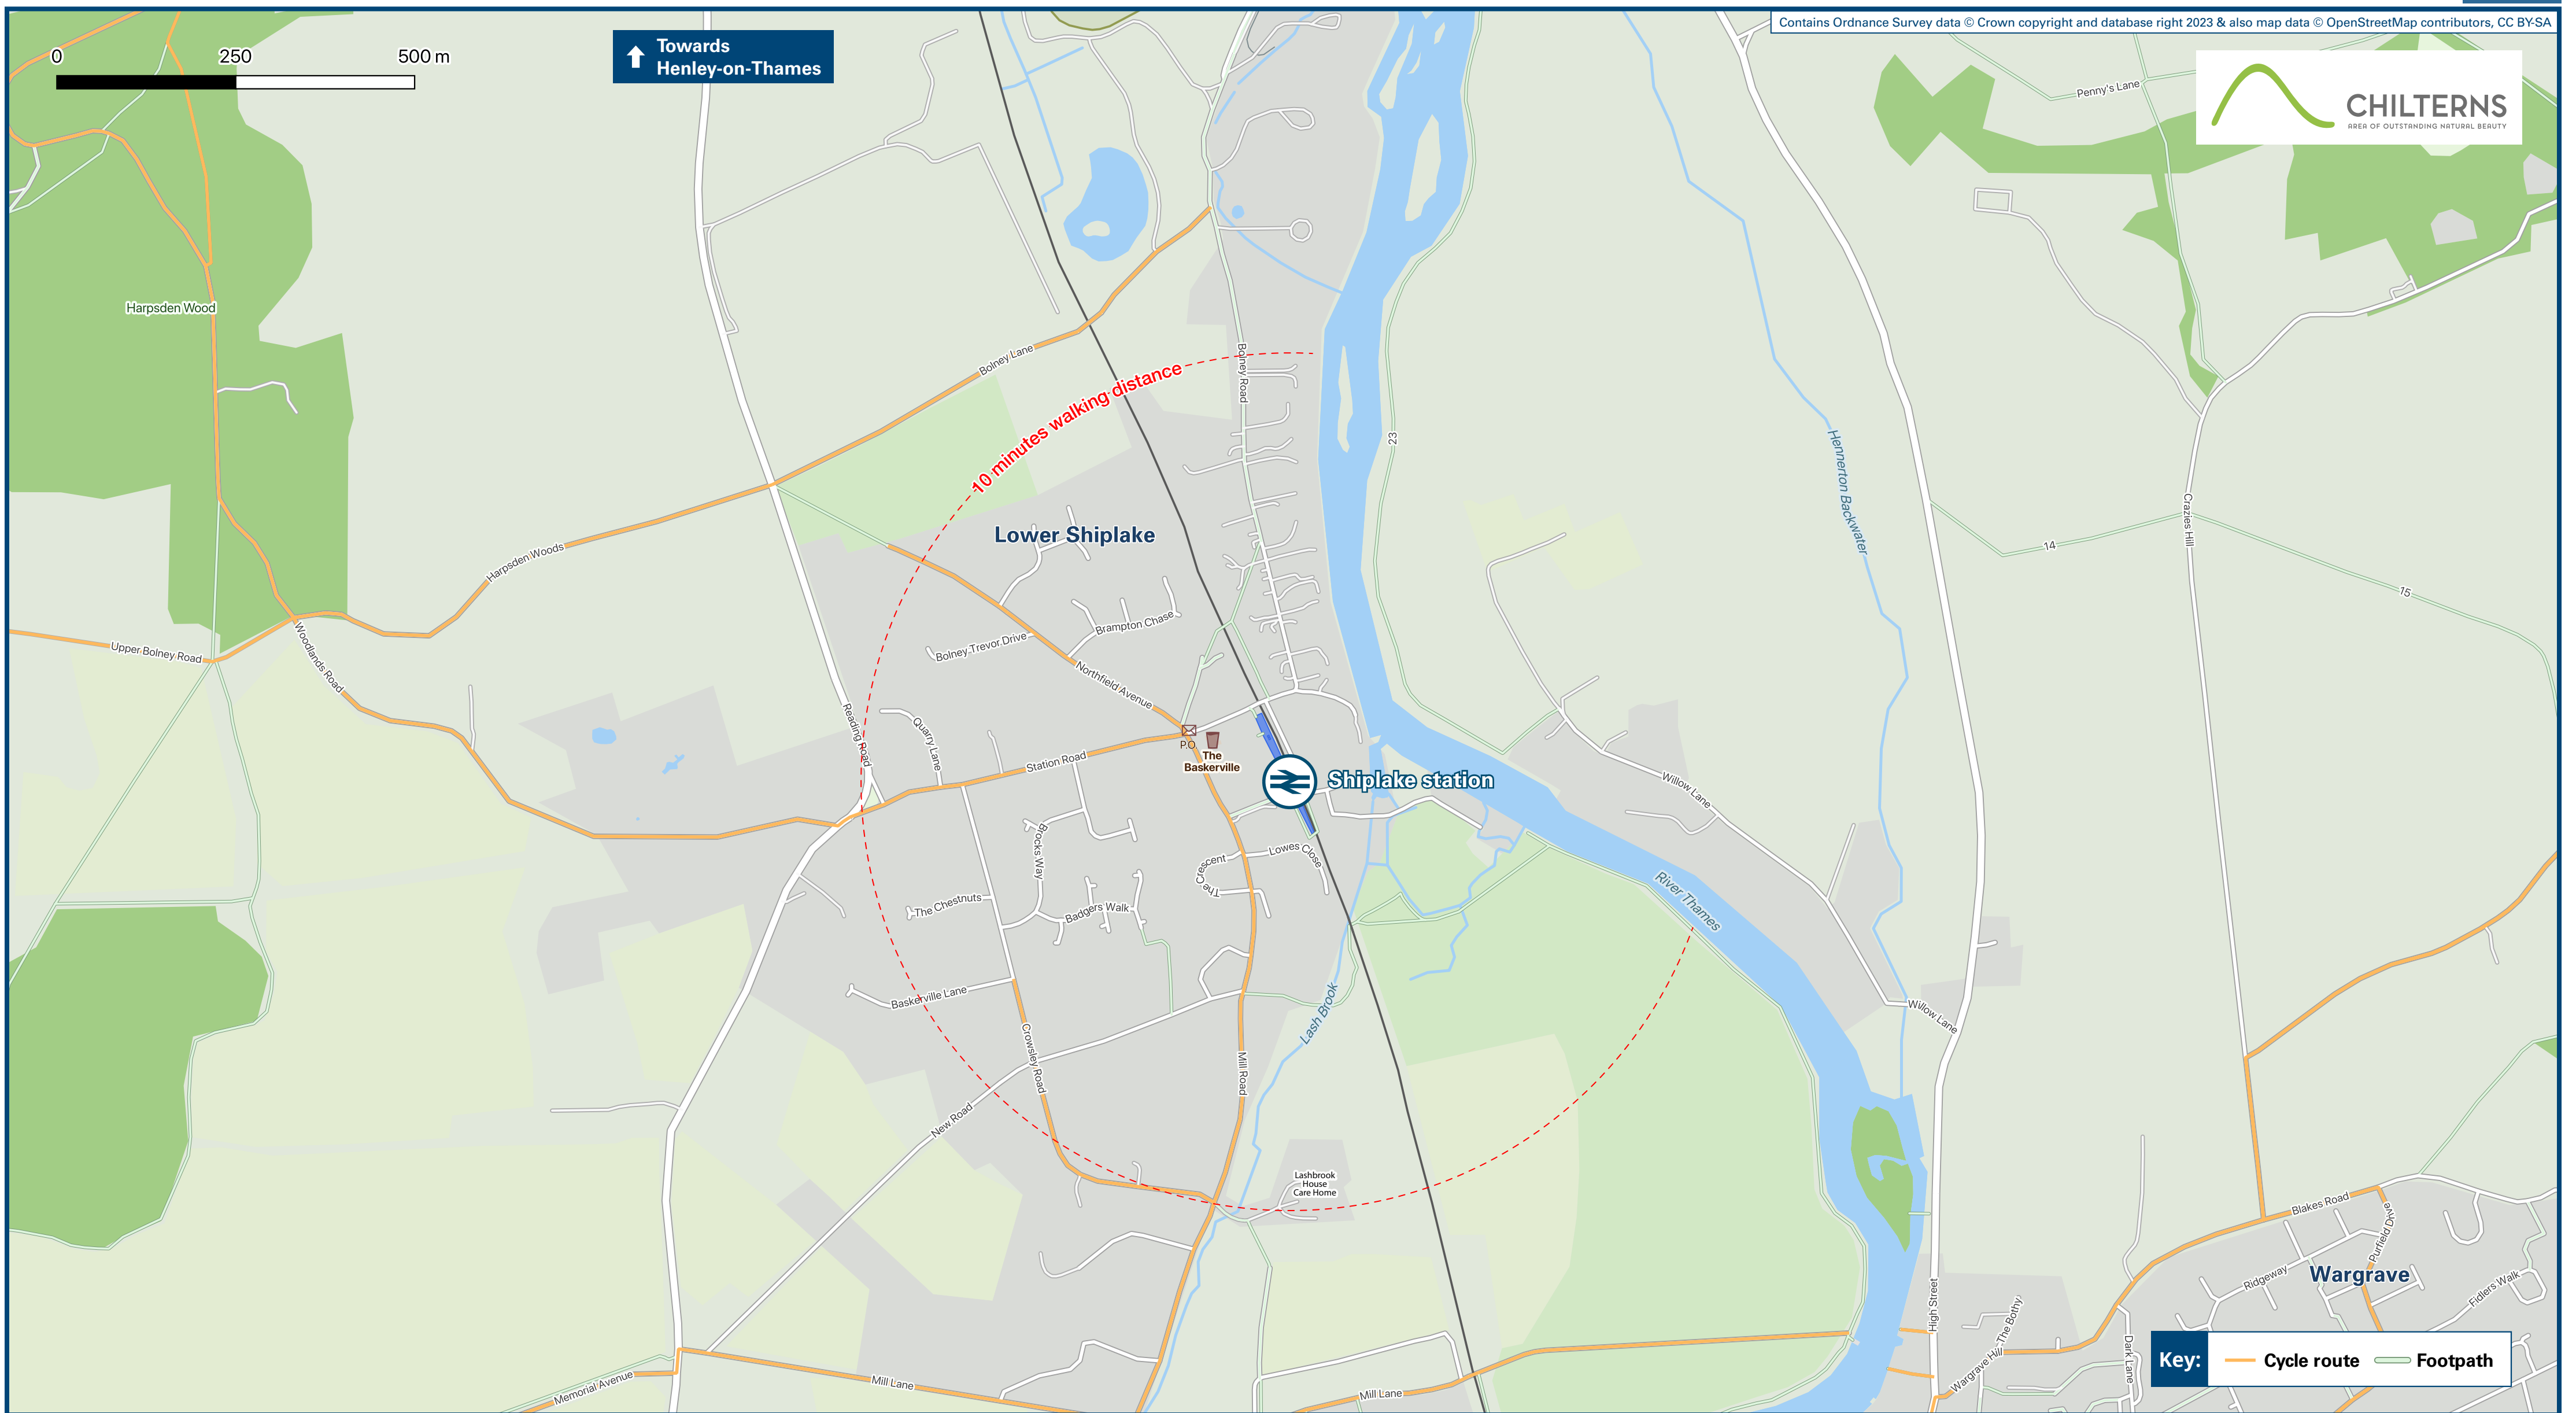 Contains Ordnance Survey data © Crown copyright and database right 2023 & also map data © OpenStreetMap contributors, CC BY-SA
0 250 500 m
Towards
Henley-on-Thames
CHILTERNS
AREA OF OUTSTANDING NATURAL BEAUTY
Penny's Lane
Harpsden Wood
Bolney Lane
Bolney Road
10 minutes walking distance
23
Hennerton Backwater
Crazies Hill
14
15
Lower Shiplake
Harpsden Woods
Brampton Chase
Bolney Trevor Drive
Upper Bolney Road
Woodlands Road
Northfield Avenue
Reading Road
Quarry Lane
P.O.
The
Baskerville
Station Road
Shiplake station
Willow Lane
Brocks Way
Lowes Close
The Crescent
The Chestnuts
Badgers Walk
River Thames
Baskerville Lane
Lash Brook
Willow Lane
Crowsley Road
Mill Road
New Road
Lashbrook
House
Care Home
Blakes Road
Purfield Drive
Wargrave
Ridgeway
Fidlers Walk
High Street
The Bothy
Wargrave Hill
Dark Lane
Memorial Avenue
Mill Lane
Mill Lane
Key:
Cycle route
Footpath